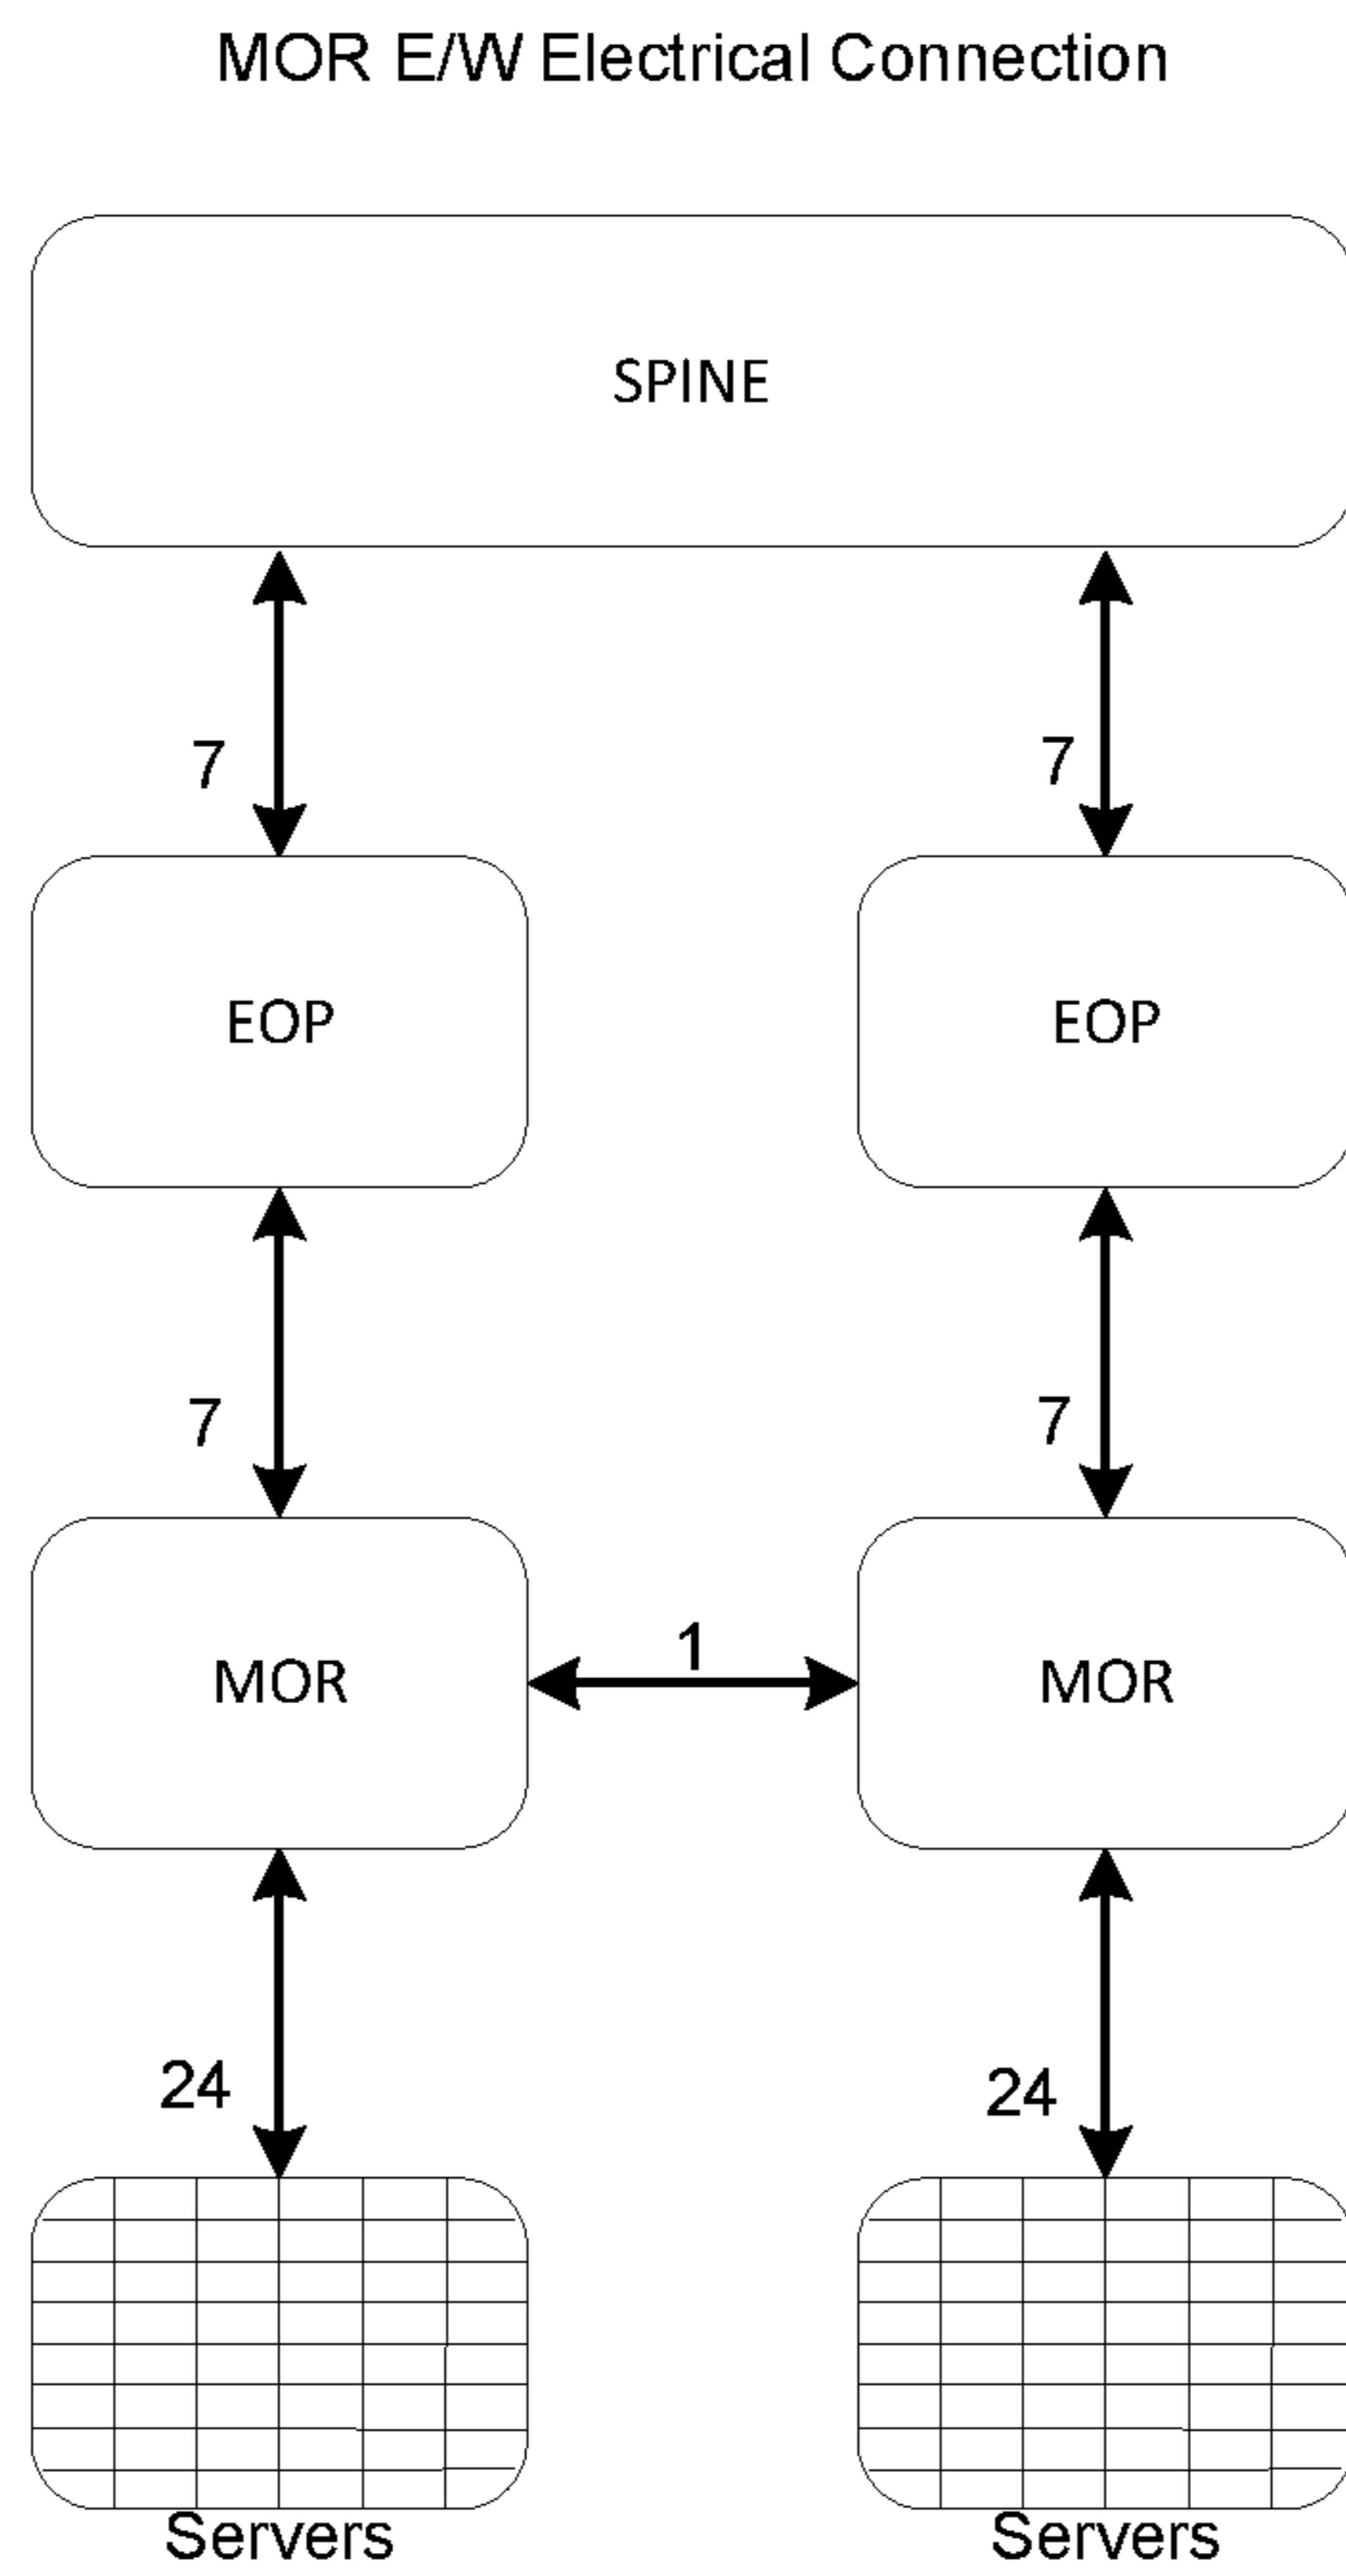 MOR E/W Electrical Connection
SPINE
7
7
EOP
EOP
7
7
MOR
1
MOR
24
24
Servers
Servers